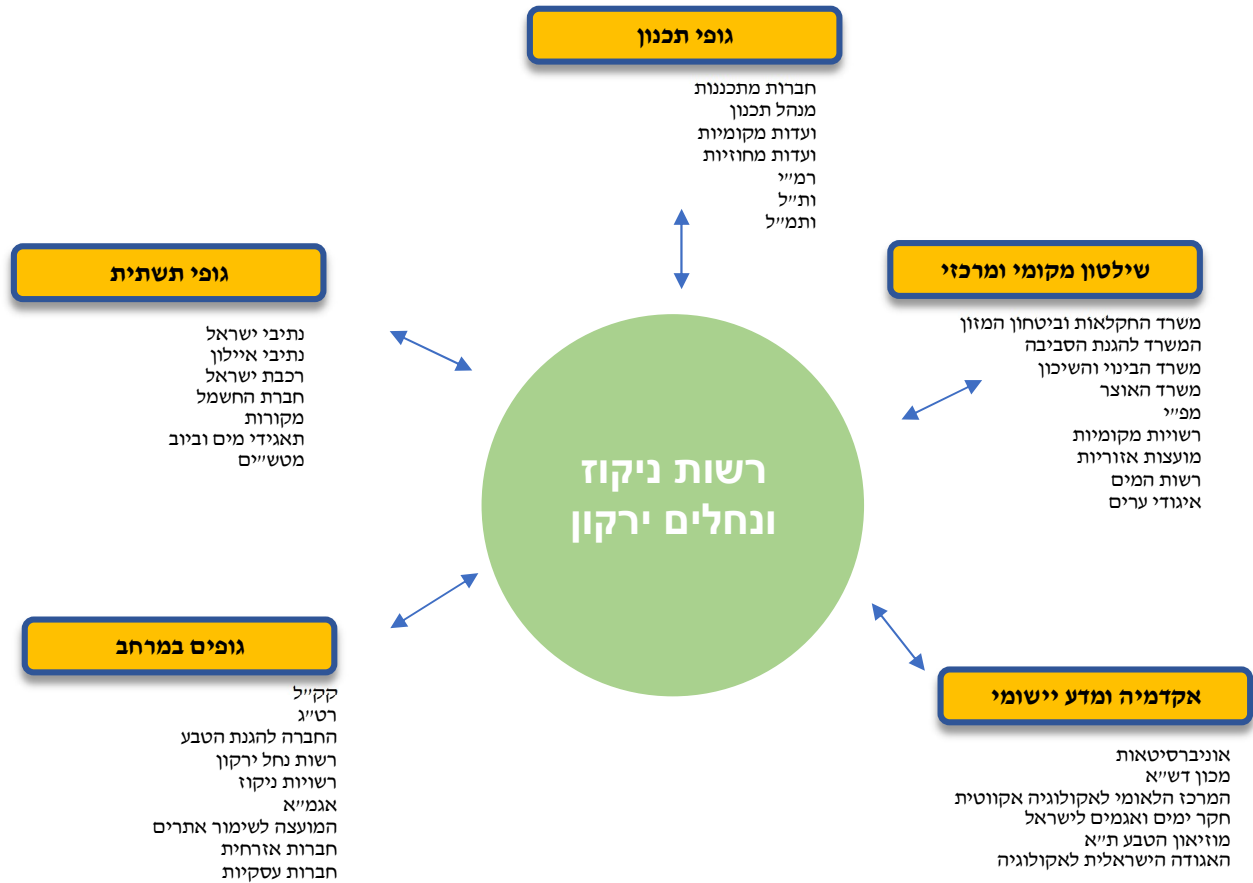 גופי תכנון
חברות מתכננות
מנהל תכנון
ועדות מקומיות
ועדות מחוזיות
רמ״י
ות״ל
ותמ״ל
שילטון מקומי ומרכזי
משרד החקלאות וביטחון המזון
המשרד להגנת הסביבה
משרד הבינוי והשיכון
משרד האוצר
מפ״י
רשויות מקומיות
מועצות אזוריות
רשות המים
איגודי ערים
גופי תשתית
נתיבי ישראל
נתיבי איילון
רכבת ישראל
חברת החשמל
מקורות
תאגידי מים וביוב
מטש״ים
רשות ניקוז
ונחלים ירקון
אקדמיה ומדע יישומי
אוניברסיטאות
מכון דש״א
המרכז הלאומי לאקולוגיה אקווטית
חקר ימים ואגמים לישראל
מוזיאון הטבע ת״א
האגודה הישראלית לאקולוגיה
גופים במרחב
קק״ל
רט״ג
החברה להגנת הטבע
רשות נחל ירקון
רשויות ניקוז
אגמ״א
המועצה לשימור אתרים
חברות אזרחית
חברות עסקיות